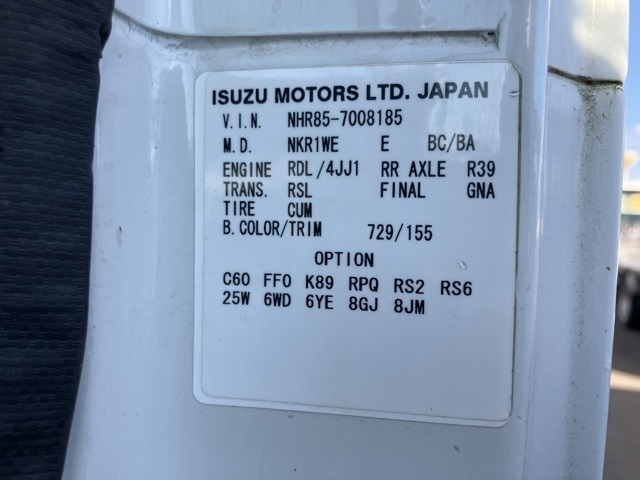 ISUZU MOTORS LTD. JAPAN
V.I.N. NHR85-7008185
M.D. NKR1WE E BC/BA
ENGINE RDL/4JJ1 RR AXLE R39
TRANS. RSL FINAL GNA
TIRE CUM
B.COLOR/TRIM 729/155
OPTION
C60 FF0 K89 RPQ RS2 RS6
25W 6WD 6YE 8GJ 8JM